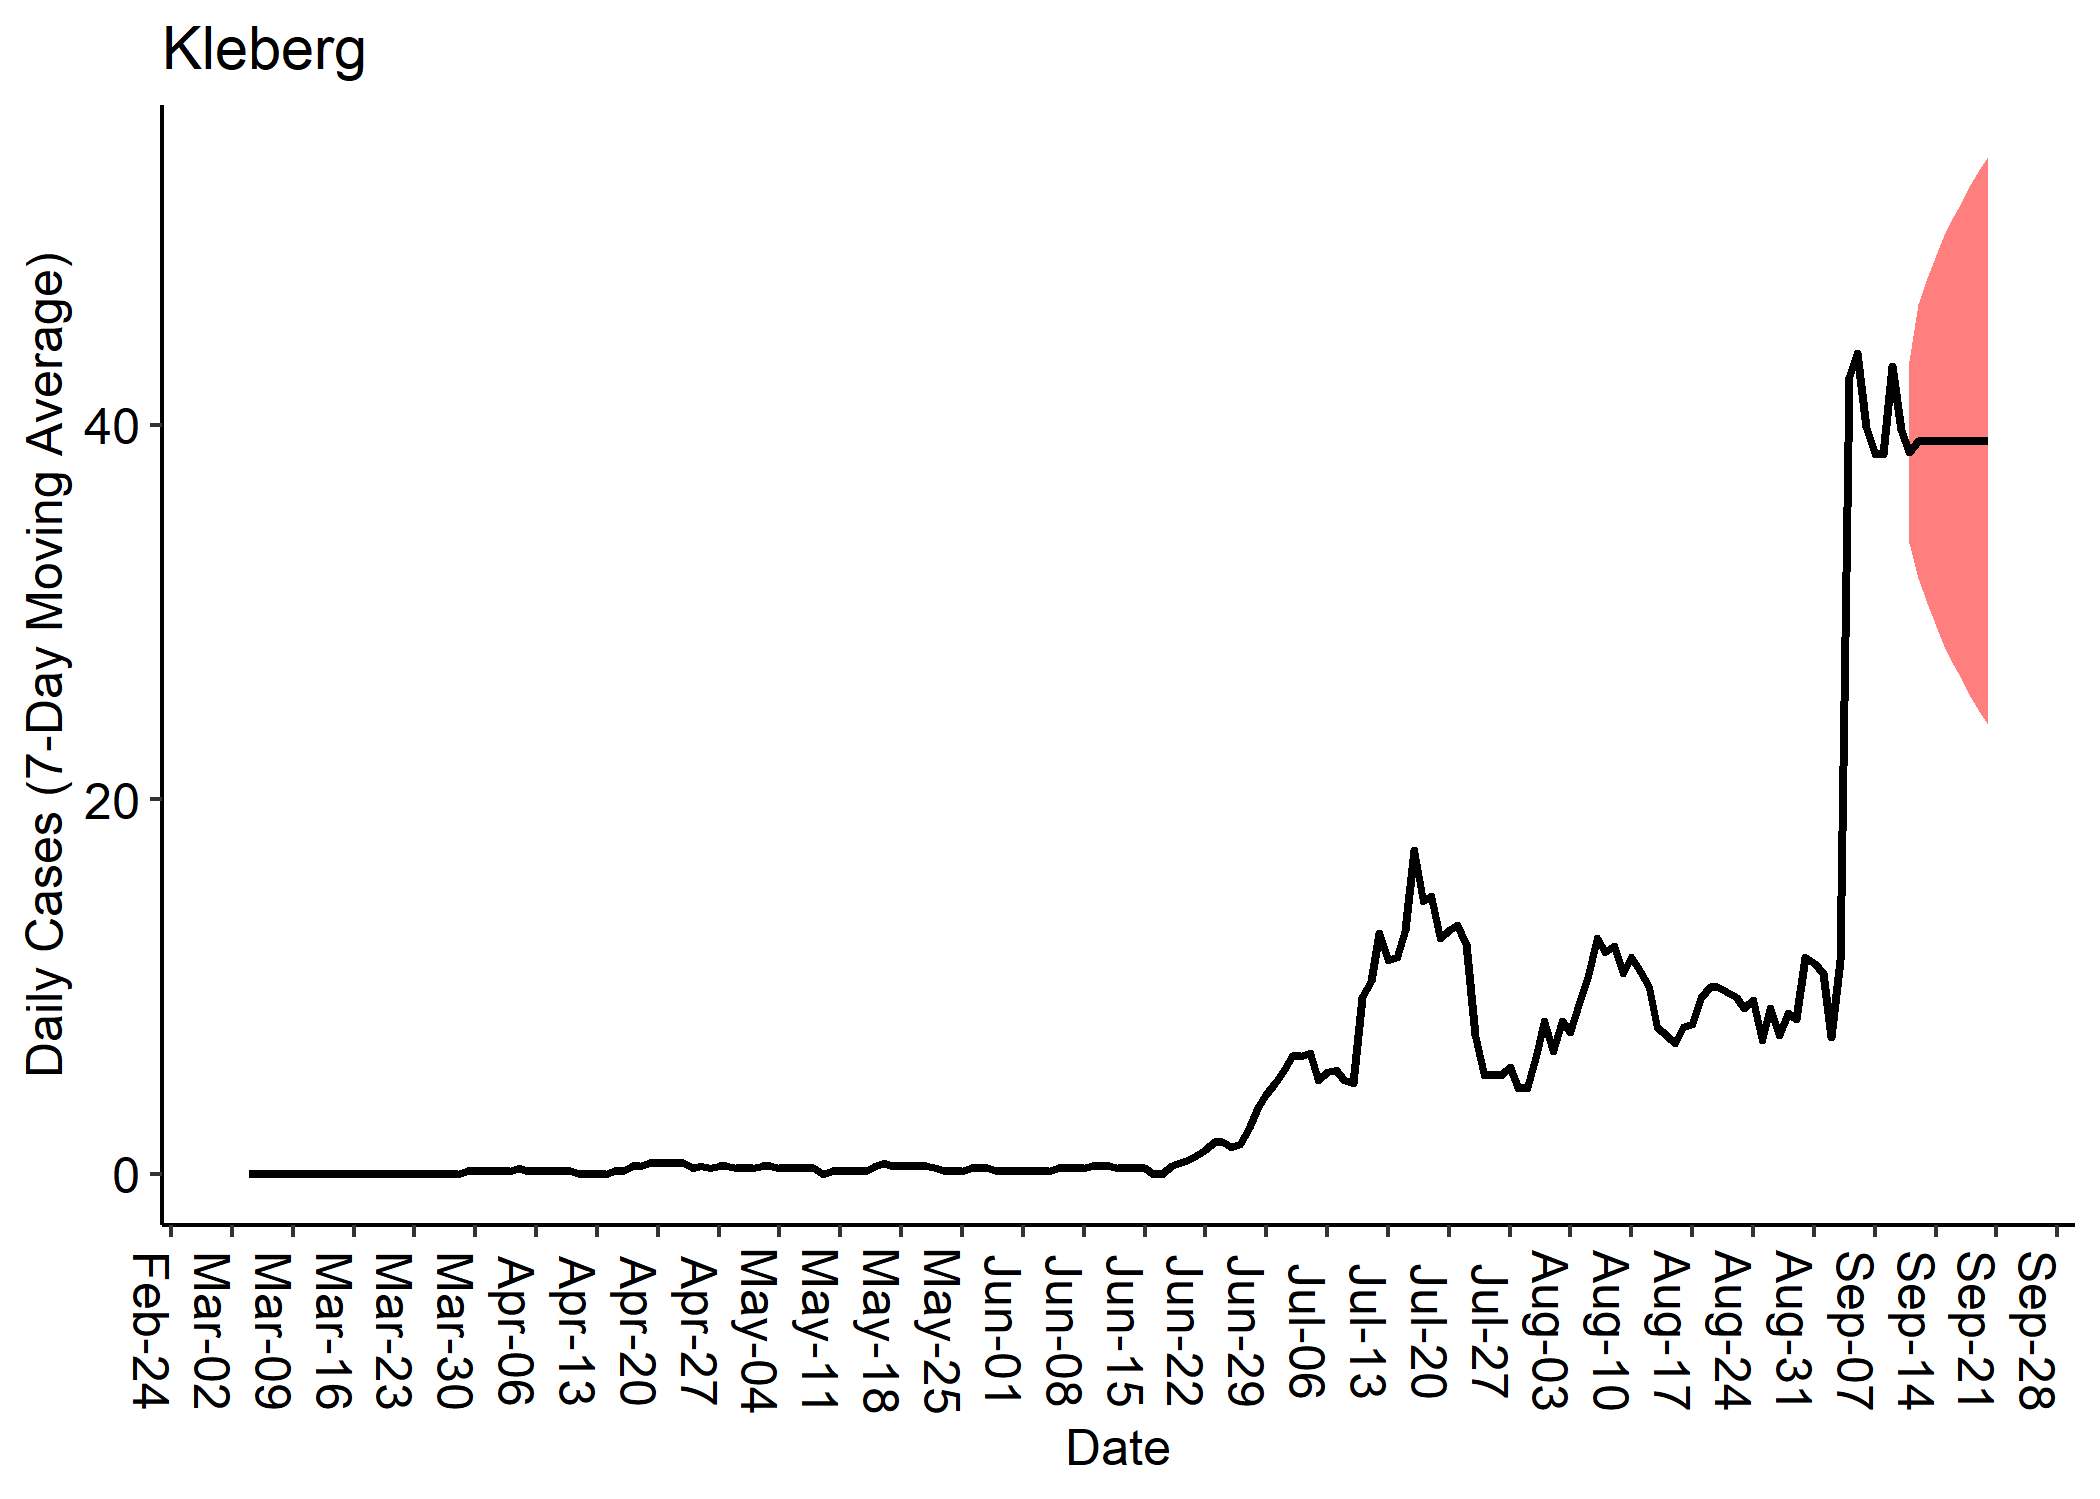 Kleberg
Daily Cases (7-Day Moving Average)
40
20
0
Feb-24
Mar-02
Mar-09
Mar-16
Mar-23
Mar-30
Apr-06
Apr-13
Apr-20
Apr-27
May-04
May-11
May-18
May-25
Jun-01
Jun-08
Jun-15
Jun-22
Jun-29
Jul-06
Jul-13
Jul-20
Jul-27
Aug-03
Aug-10
Aug-17
Aug-24
Aug-31
Sep-07
Sep-14
Sep-21
Sep-28
Date